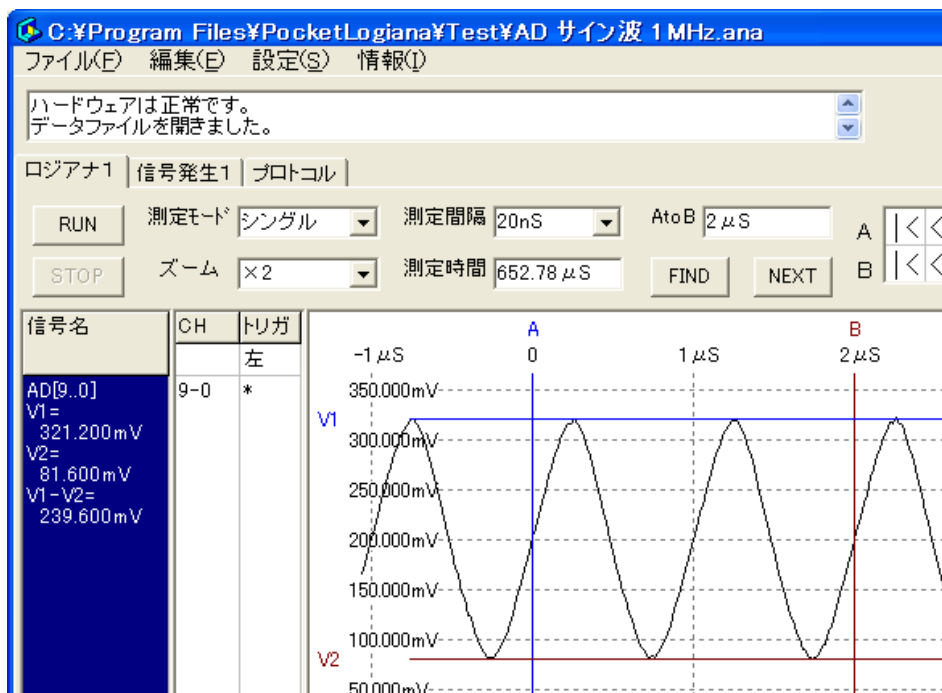 C:¥Program Files¥PocketLogiana¥Test¥AD サイン波 1MHz.ana
ファイル(F) 編集(E) 設定(S) 情報(I)
ハードウェアは正常です。
データファイルを開きました。
ロジアナ1 信号発生1 プロトコル
RUN 測定モード シングル 測定間隔 20nS AtoB 2μS A |< <
STOP ズーム ×2 測定時間 652.78μS FIND NEXT B |< <
信号名 CH トリガ
左
A B
-1μS 0 1μS 2μS
AD[9..0] 9-0 *
V1=
321.200mV
V2=
81.600mV
V1-V2=
239.600mV
350.000mV
V1
300.000mV
250.000mV
200.000mV
150.000mV
100.000mV
V2
50.000mV